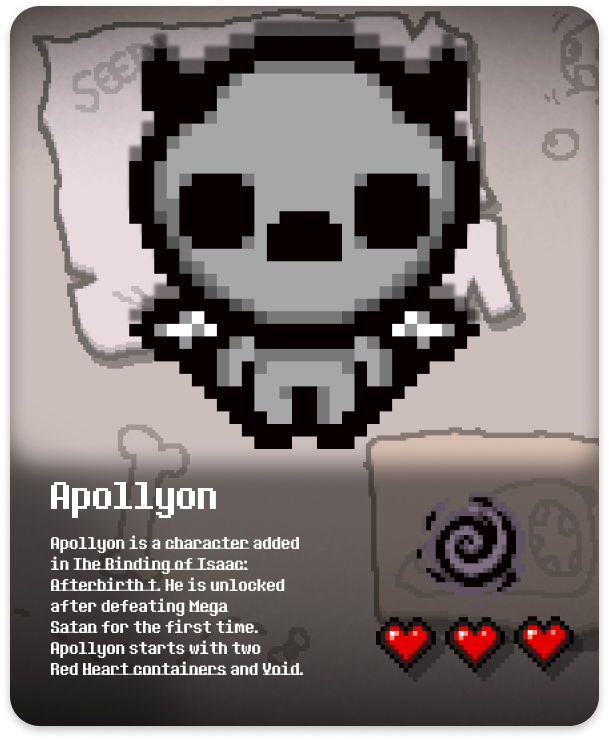 SEED
Apollyon
Apollyon is a character added
in The Binding of Isaac:
Afterbirth †. He is unlocked
after defeating Mega
Satan for the first time.
Apollyon starts with two
Red Heart containers and Void.